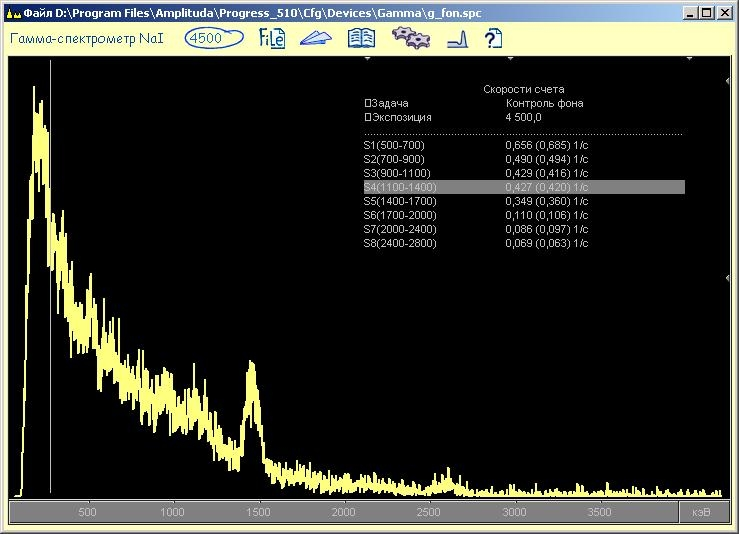 Файл D:\Program Files\Amplituda\Progress_510\Cfg\Devices\Gamma\g_fon.spc
Гамма-спектрометр NaI 4500 File ?
Скорости счета
Задача Контроль фона
Экспозиция 4 500,0
S1(500-700) 0,656 (0,685) 1/c
S2(700-900) 0,490 (0,494) 1/c
S3(900-1100) 0,429 (0,416) 1/c
S4(1100-1400) 0,427 (0,420) 1/c
S5(1400-1700) 0,349 (0,360) 1/c
S6(1700-2000) 0,110 (0,106) 1/c
S7(2000-2400) 0,086 (0,097) 1/c
S8(2400-2800) 0,069 (0,063) 1/c
500 1000 1500 2000 2500 3000 3500 кэВ